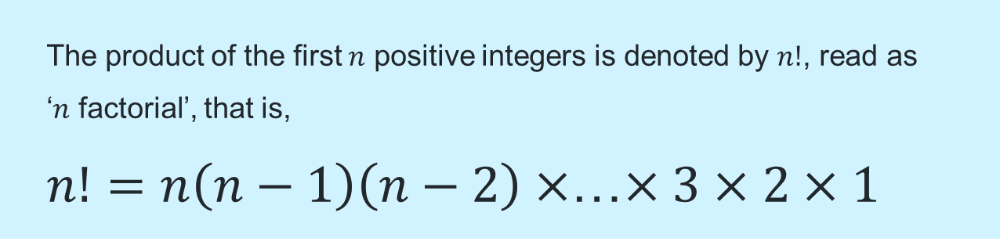 The product of the first 𝑛 positive integers is denoted by 𝑛!, read as
‘𝑛 factorial’, that is,
𝑛! = 𝑛(𝑛 − 1)(𝑛 − 2) ×...× 3 × 2 × 1